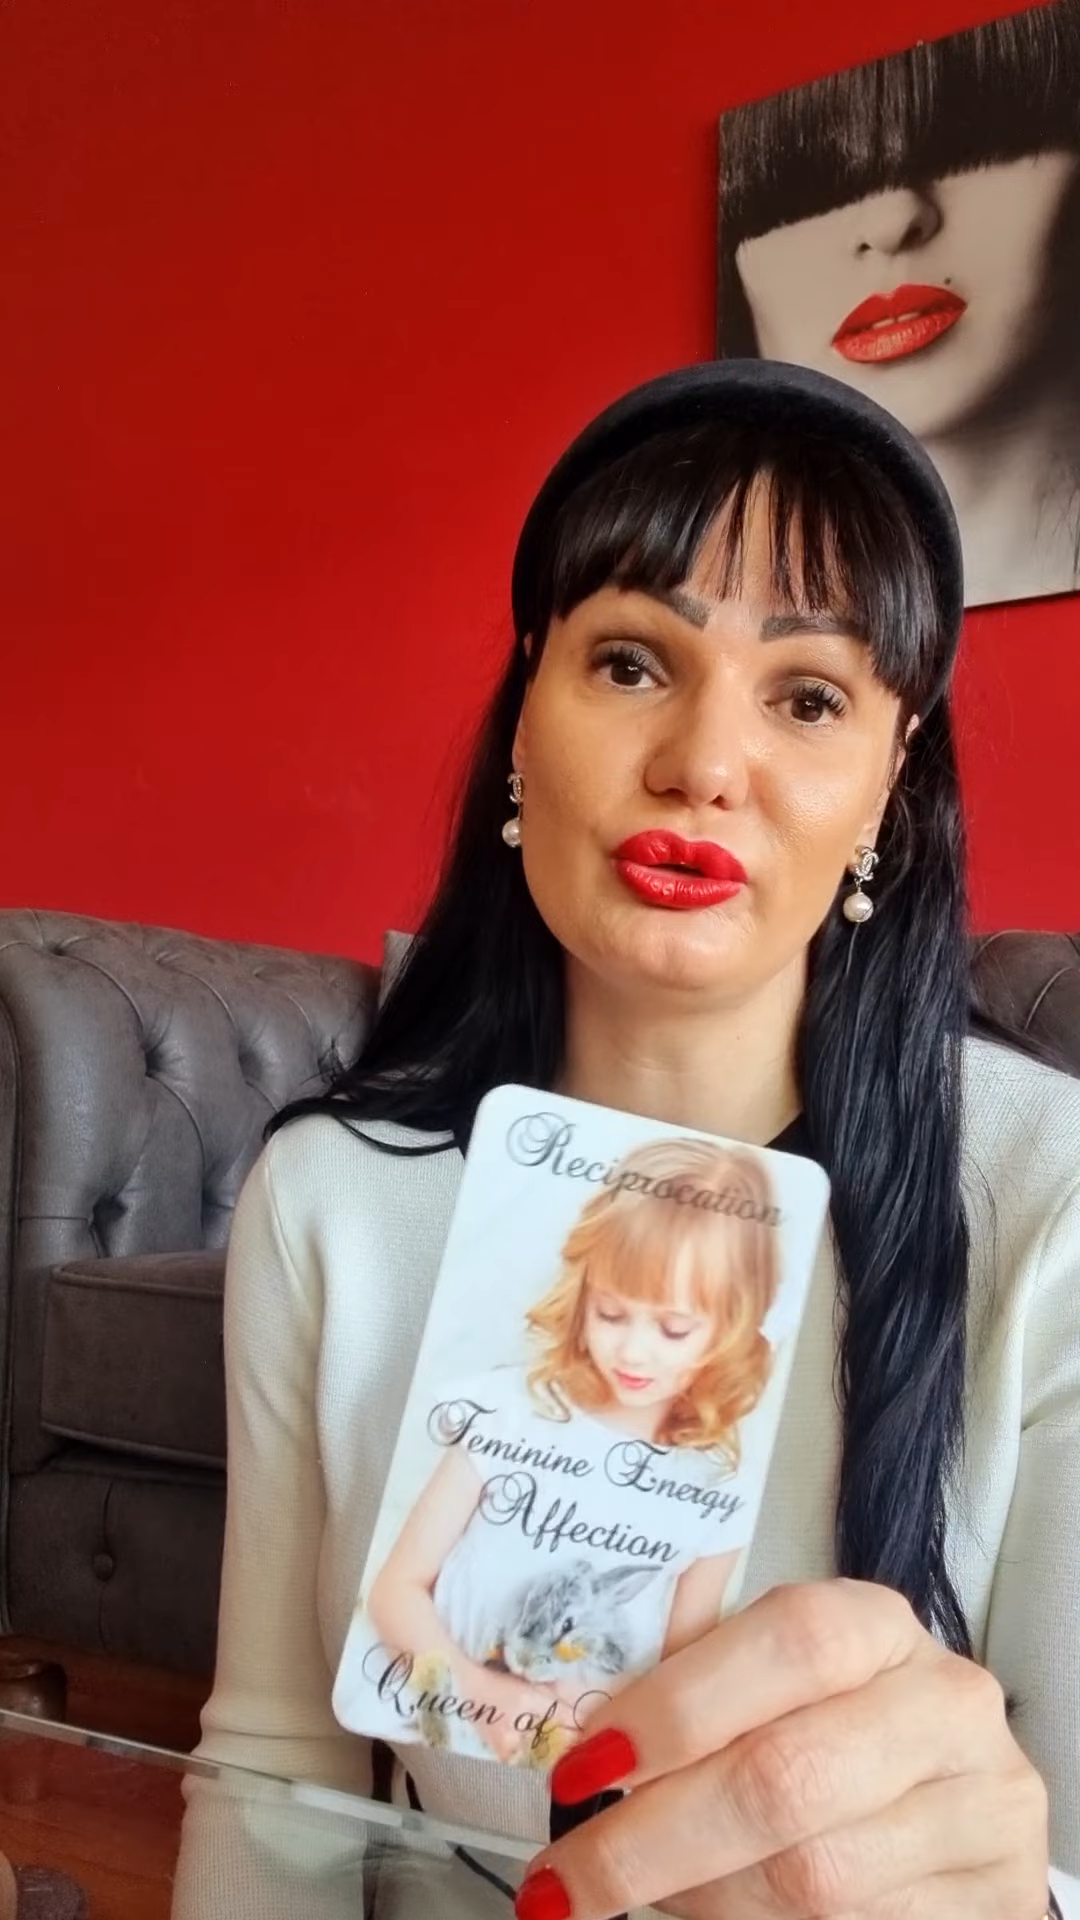 Reciprocation
Feminine Energy
Affection
Queen of